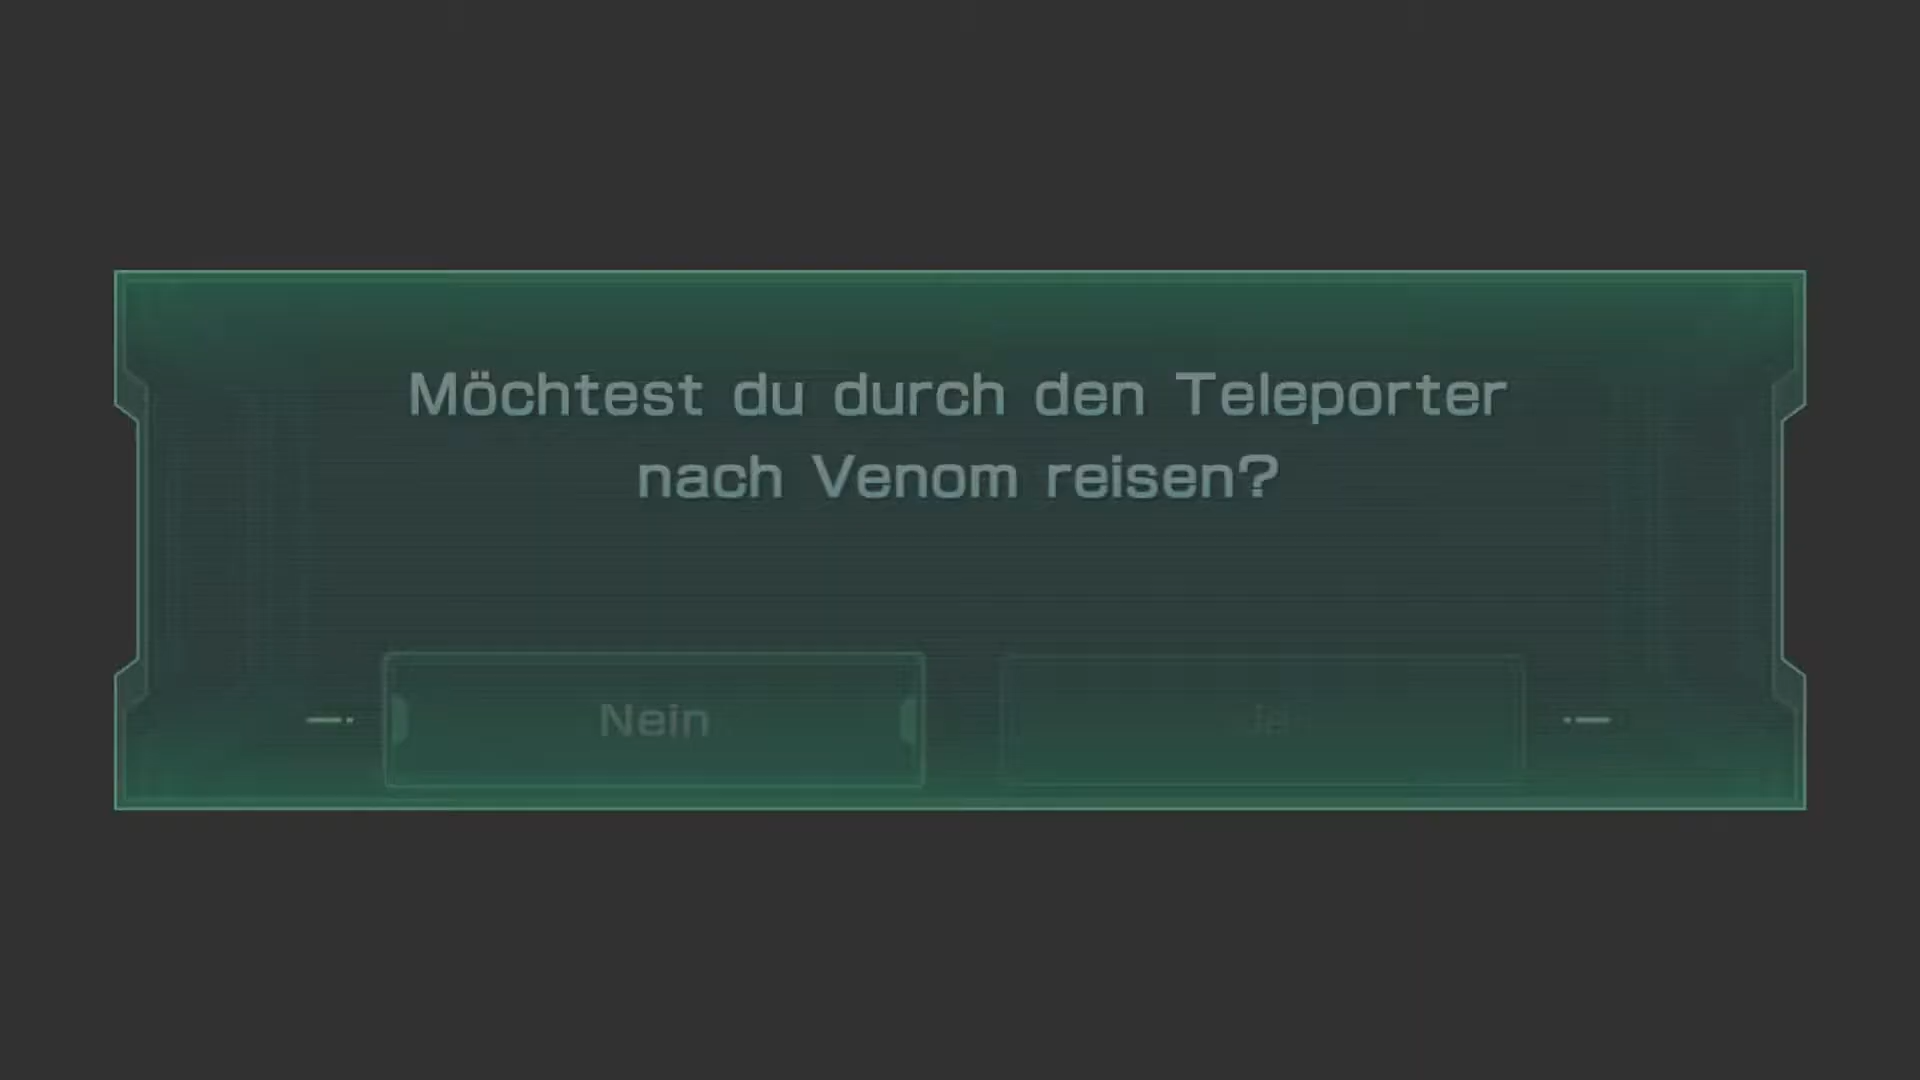 Möchtest du durch den Teleporter
nach Venom reisen?
Nein